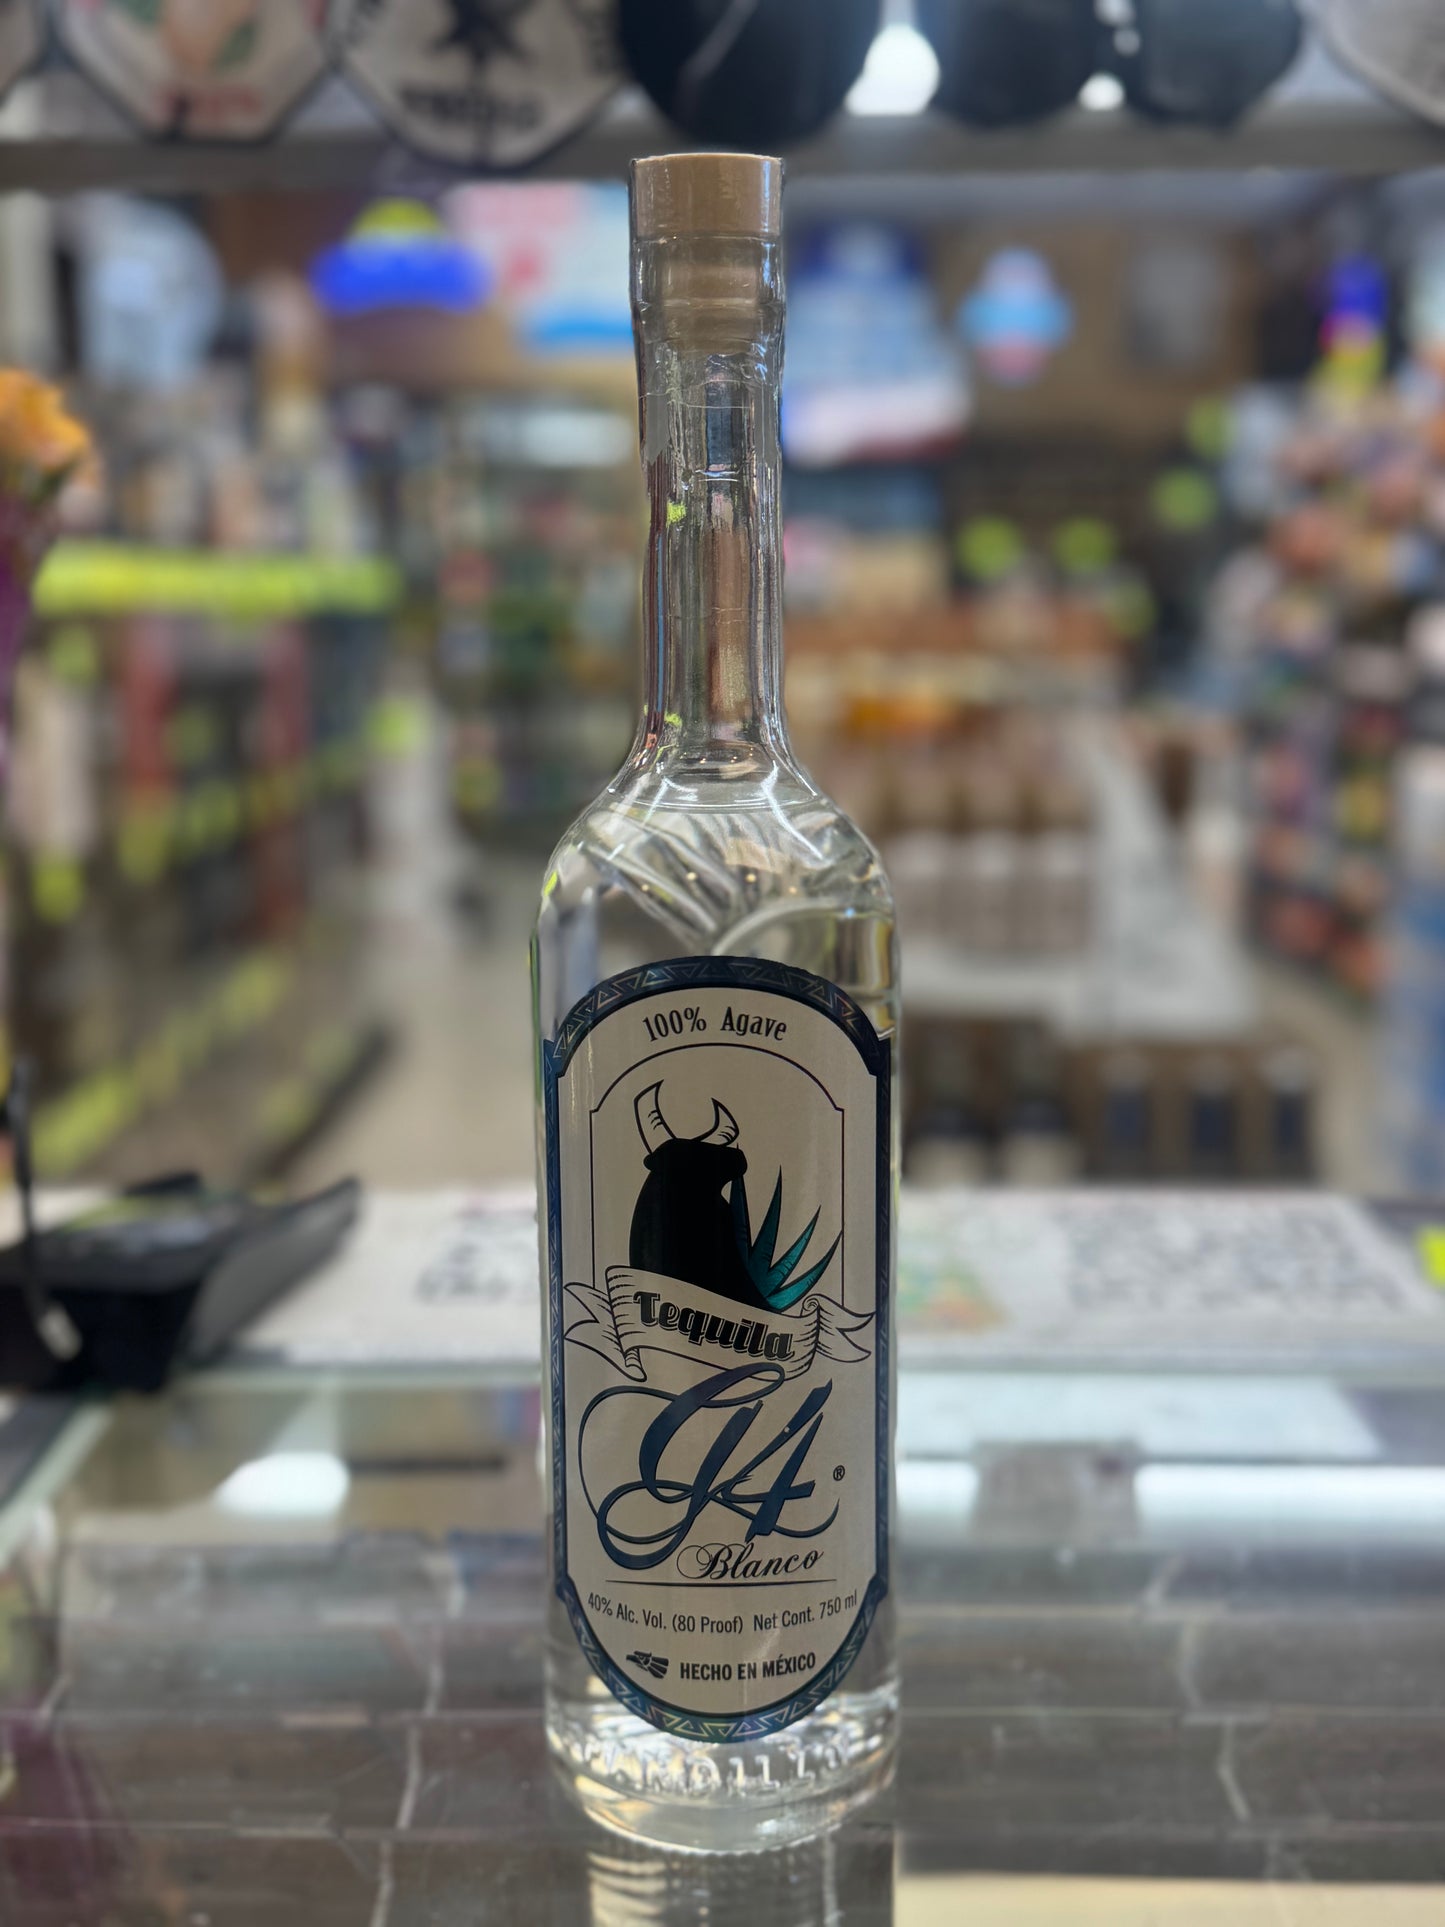 100% Agave
Tequila
G4 ®
Blanco
40% Alc. Vol. (80 Proof) Net Cont. 750 ml
HECHO EN MÉXICO